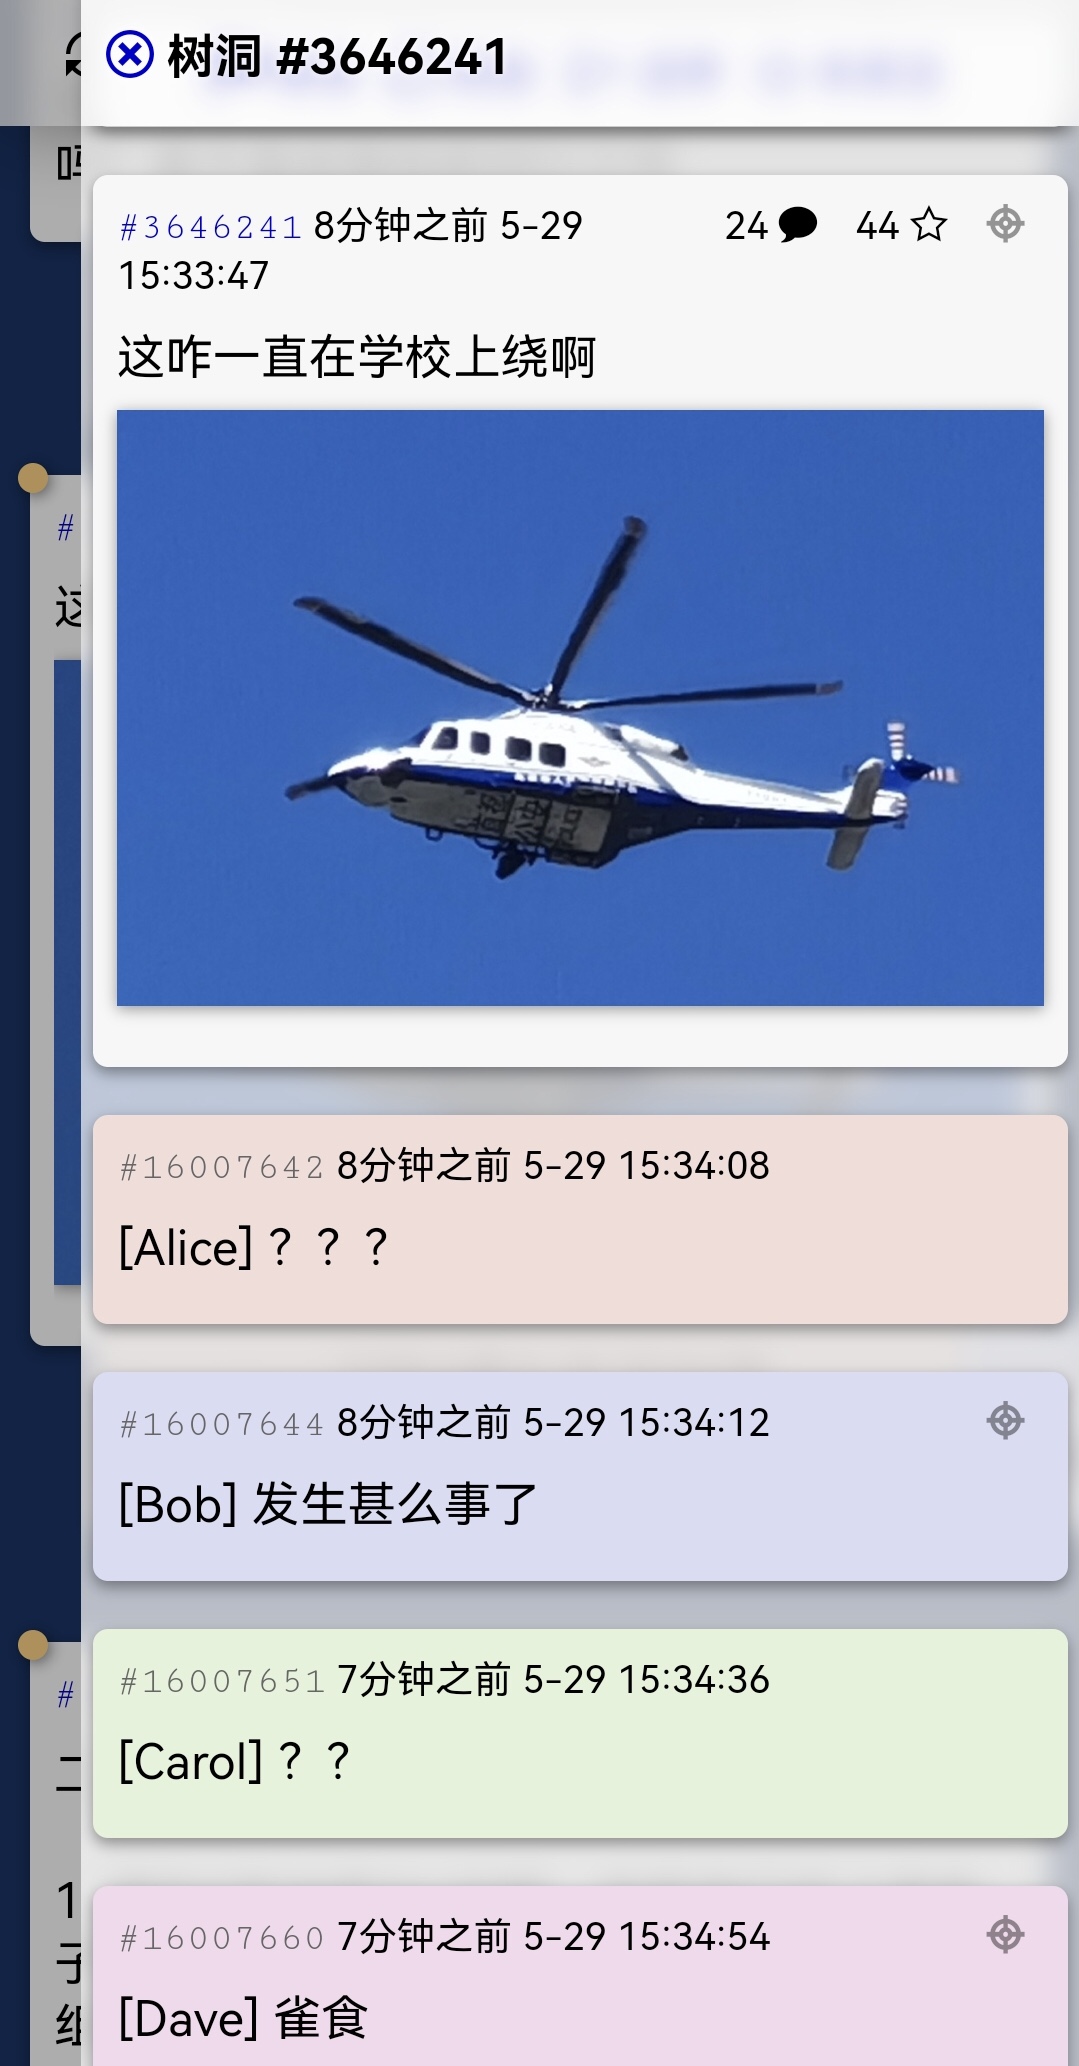 树洞 #3646241
#3646241 8分钟之前 5-29 24 44
15:33:47
这咋一直在学校上绕啊
#16007642 8分钟之前 5-29 15:34:08
[Alice] ？？？
#16007644 8分钟之前 5-29 15:34:12
[Bob] 发生甚么事了
#16007651 7分钟之前 5-29 15:34:36
[Carol] ？？
#16007660 7分钟之前 5-29 15:34:54
[Dave] 雀食